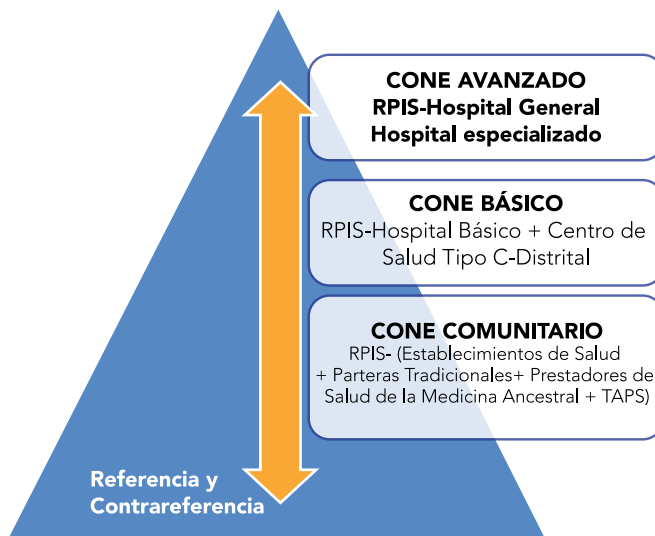 CONE AVANZADO
RPIS-Hospital General
Hospital especializado
CONE BÁSICO
RPIS-Hospital Básico + Centro de
Salud Tipo C-Distrital
CONE COMUNITARIO
RPIS- (Establecimientos de Salud
+ Parteras Tradicionales+ Prestadores de
Salud de la Medicina Ancestral + TAPS)
Referencia y
Contrareferencia